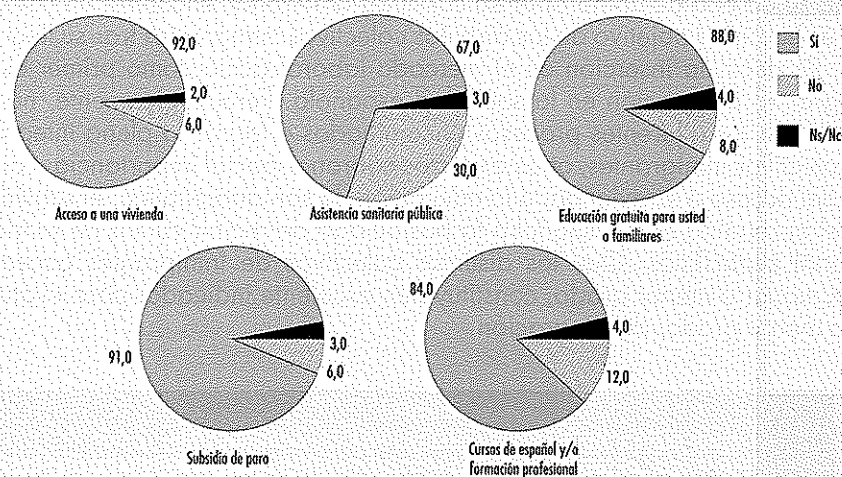 92,0
2,0
6,0
Acceso a una vivienda
67,0
3,0
30,0
Asistencia sanitaria pública
88,0
4,0
8,0
Educación gratuita para usted
o familiares
Sí
No
Ns/Nc
91,0
3,0
6,0
Subsidio de paro
84,0
4,0
12,0
Cursos de español y/o
formación profesional